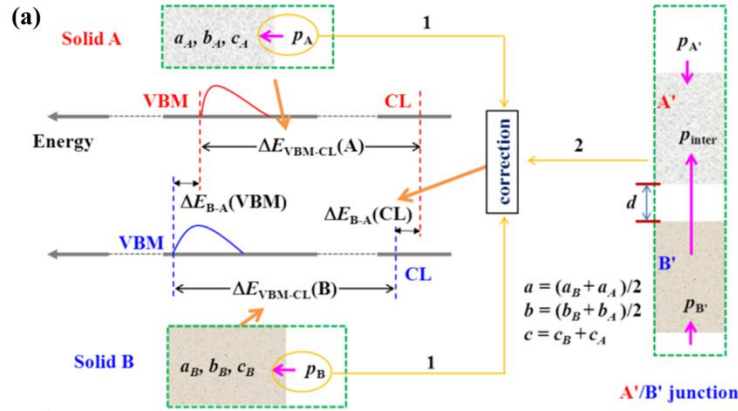 (a)
Solid A
a_A, b_A, c_A
p_A
1
VBM
CL
Energy
ΔE_VBM-CL(A)
ΔE_B-A(VBM)
ΔE_B-A(CL)
VBM
CL
ΔE_VBM-CL(B)
Solid B
a_B, b_B, c_B
p_B
1
correction
2
p_A'
A'
p_inter
d
B'
p_B'
a = (a_B + a_A)/2
b = (b_B + b_A)/2
c = c_B + c_A
A'/B' junction